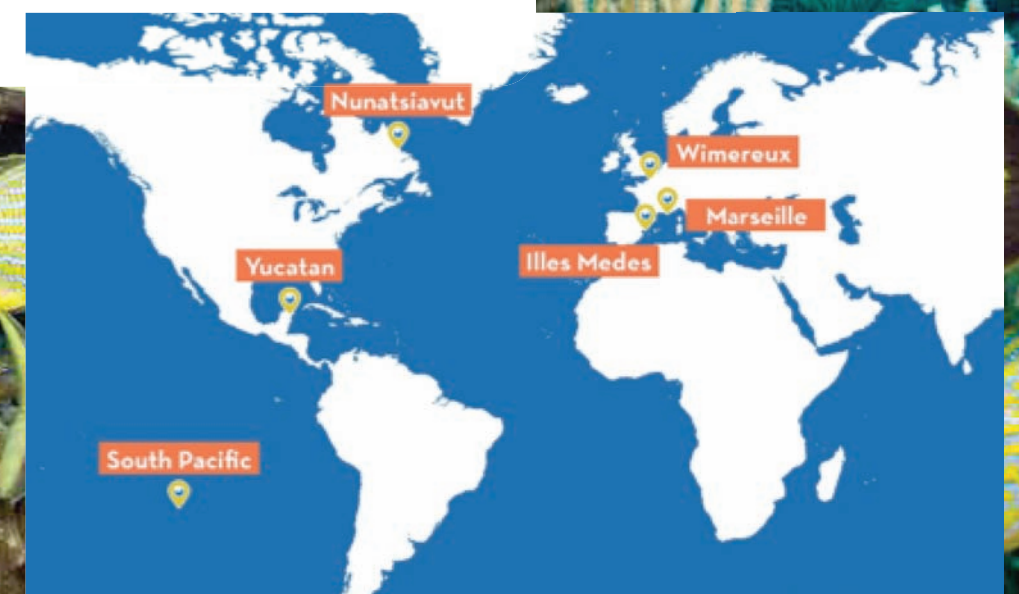 Nunatsiavut
Wimereux
Marseille
Illes Medes
Yucatan
South Pacific